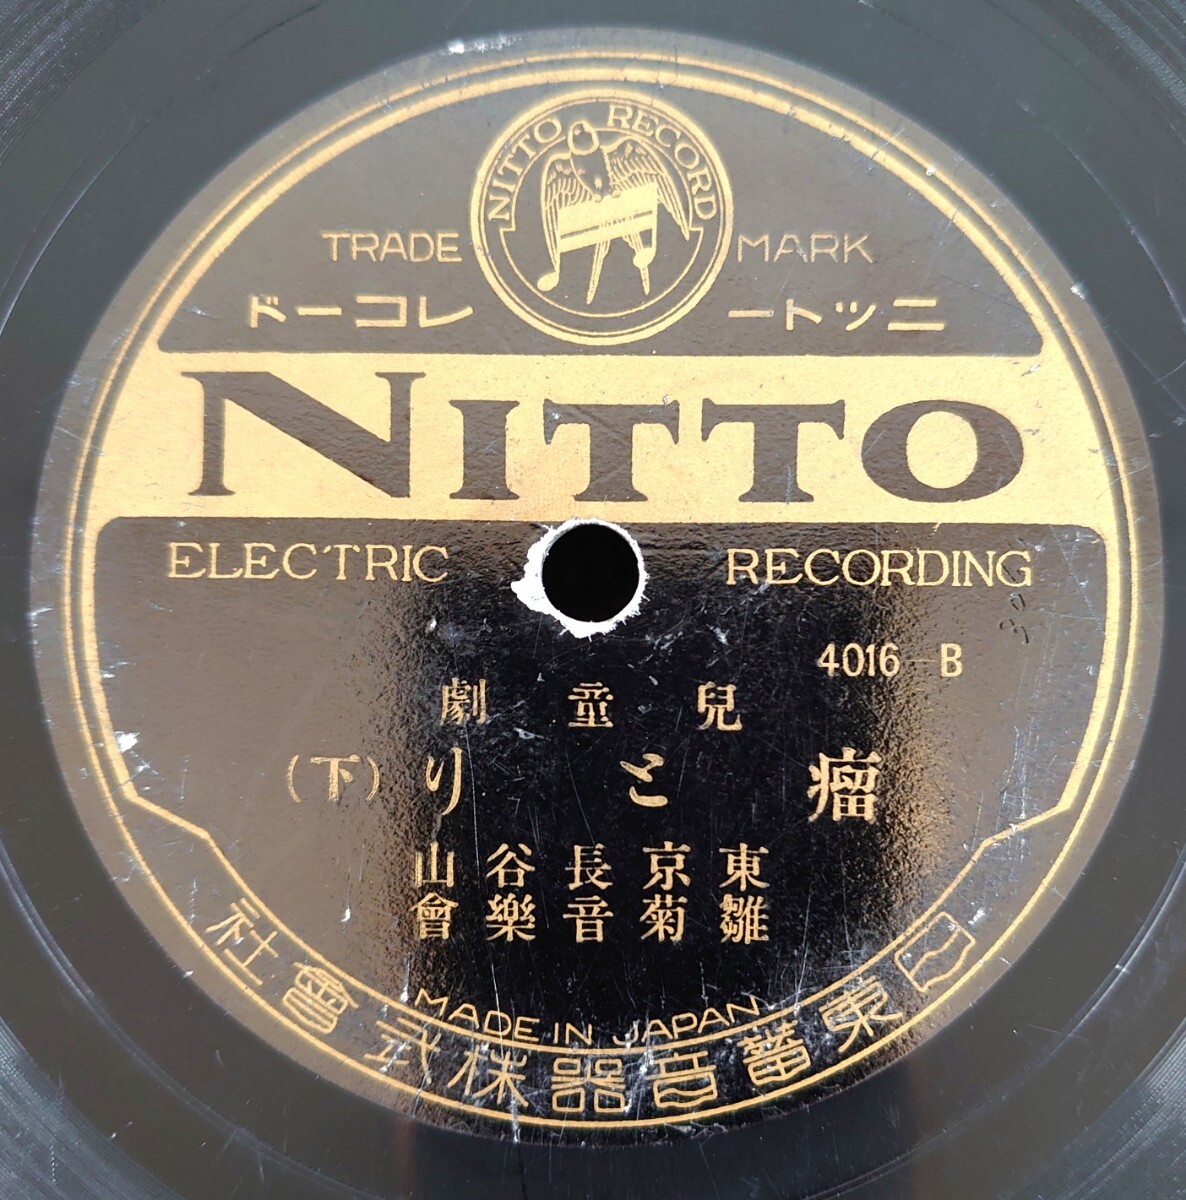 NITTO RECORD
TRADE MARK
ニットー レコード
NITTO
ELECTRIC RECORDING
4016-B
兒童劇
瘤とり (下)
東京長谷山
雛菊音樂會
MADE IN JAPAN
日東蓄音器株式會社